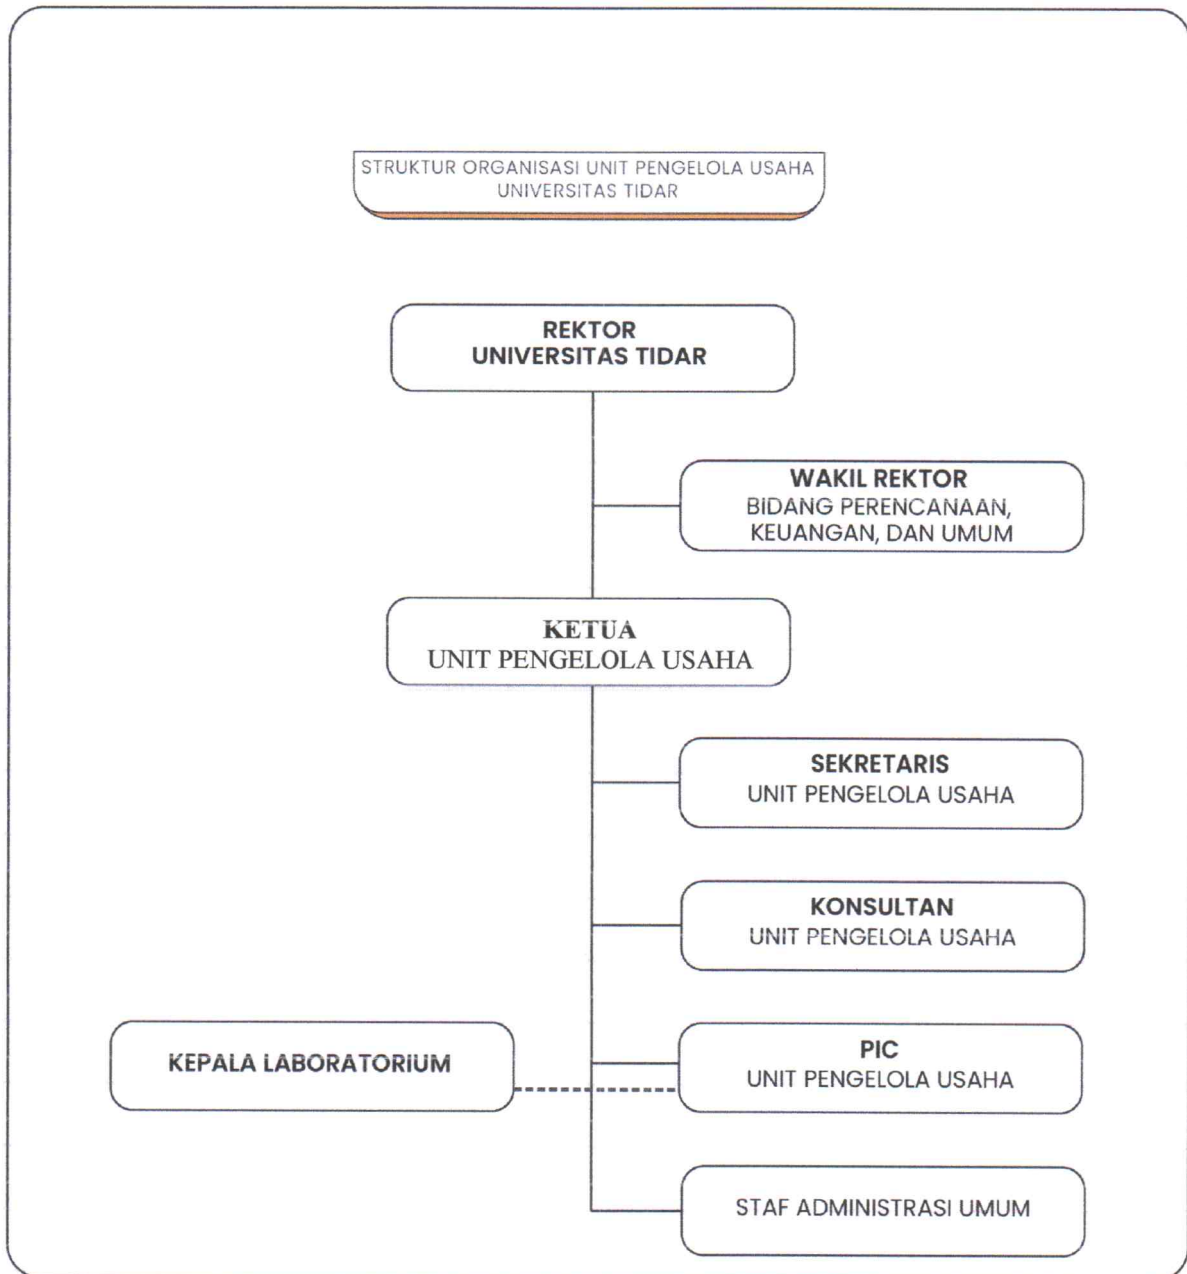 STRUKTUR ORGANISASI UNIT PENGELOLA USAHA
UNIVERSITAS TIDAR
REKTOR
UNIVERSITAS TIDAR
WAKIL REKTOR
BIDANG PERENCANAAN,
KEUANGAN, DAN UMUM
KETUA
UNIT PENGELOLA USAHA
SEKRETARIS
UNIT PENGELOLA USAHA
KONSULTAN
UNIT PENGELOLA USAHA
KEPALA LABORATORIUM
PIC
UNIT PENGELOLA USAHA
STAF ADMINISTRASI UMUM